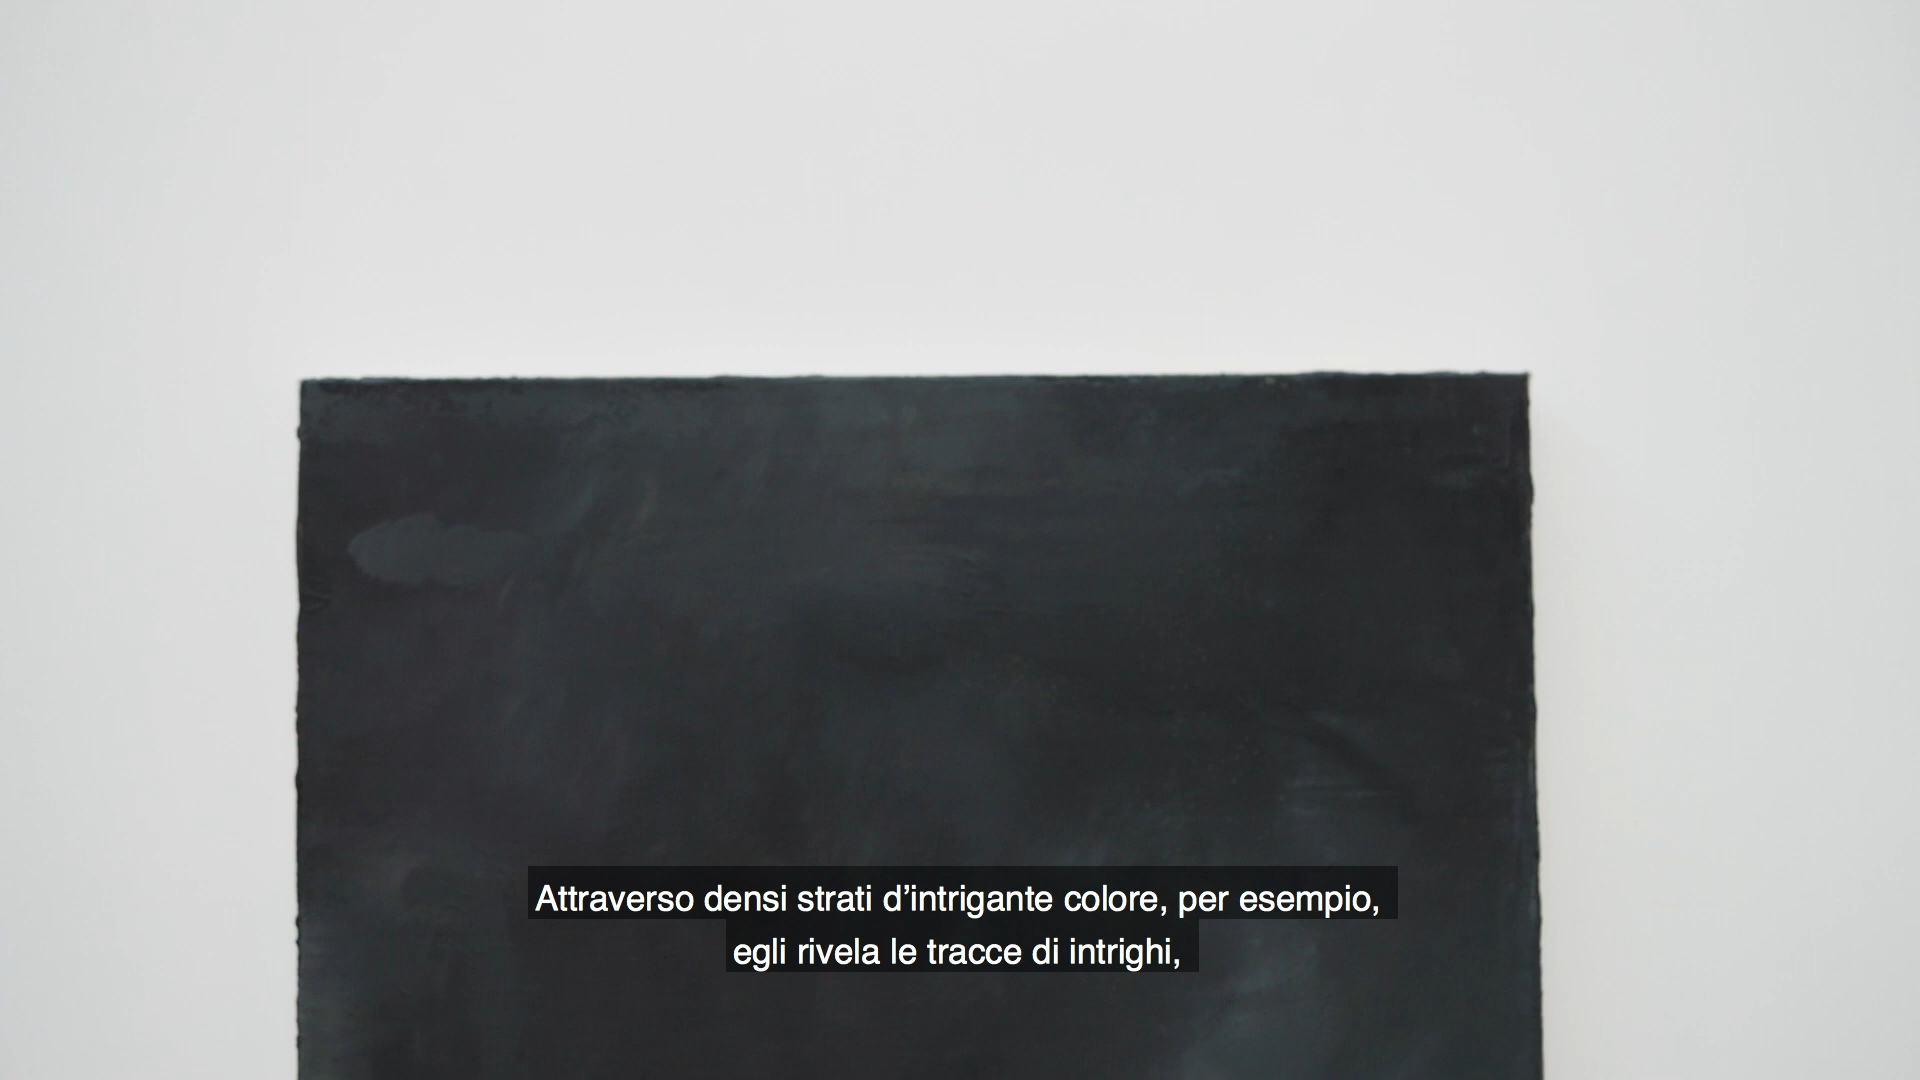 Attraverso densi strati d’intrigante colore, per esempio,
egli rivela le tracce di intrighi,